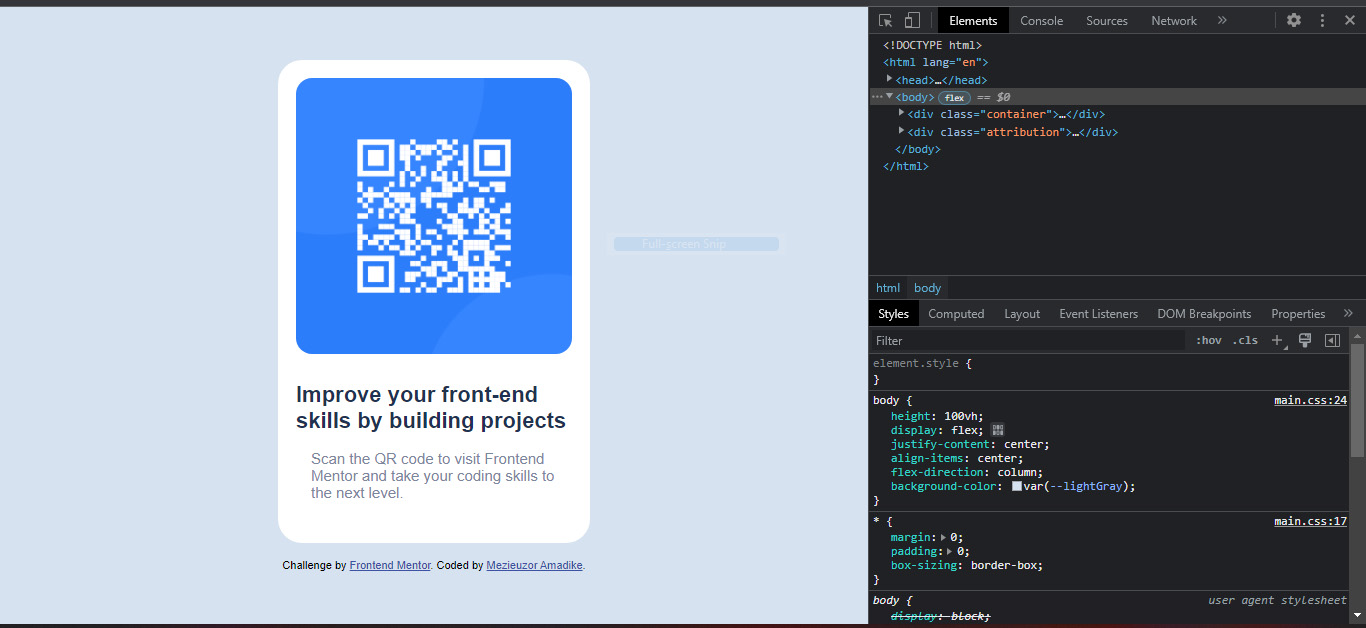 Improve your front-end
skills by building projects
Scan the QR code to visit Frontend
Mentor and take your coding skills to
the next level.
Challenge by Frontend Mentor. Coded by Mezieuzor Amadike.
Full-screen Snip
Elements Console Sources Network »
<!DOCTYPE html>
<html lang="en">
<head>…</head>
<body> flex == $0
<div class="container">…</div>
<div class="attribution">…</div>
</body>
</html>
html body
Styles Computed Layout Event Listeners DOM Breakpoints Properties »
Filter :hov .cls +
element.style {
}
body { main.css:24
height: 100vh;
display: flex;
justify-content: center;
align-items: center;
flex-direction: column;
background-color: var(--lightGray);
}
* { main.css:17
margin: 0;
padding: 0;
box-sizing: border-box;
}
body { user agent stylesheet
display: block;